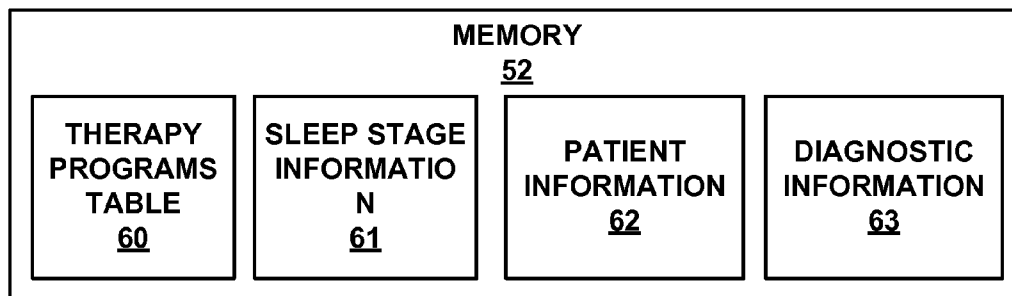 MEMORY
52
THERAPY
PROGRAMS
TABLE
60
SLEEP STAGE
INFORMATIO
N
61
PATIENT
INFORMATION
62
DIAGNOSTIC
INFORMATION
63